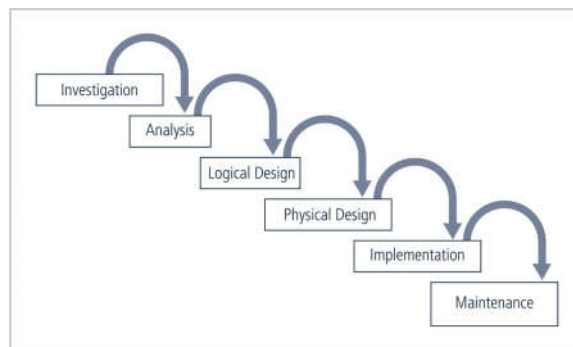 Investigation
Analysis
Logical Design
Physical Design
Implementation
Maintenance